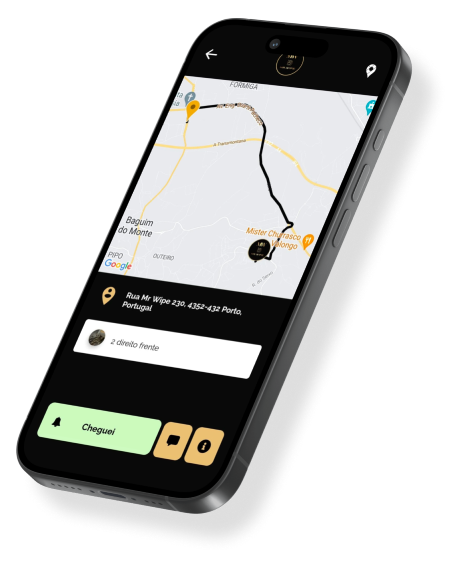 FORMIGA
A Transmontana
Baguim
do Monte
Mister Churrasco
Valongo
PIPO
OUTEIRO
Google
Rua Mr Wipe 230, 4352-432 Porto,
Portugal
2 direito frente
Cheguei